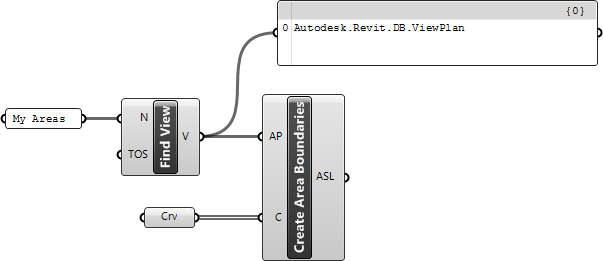 {0}
0 Autodesk.Revit.DB.ViewPlan
My Areas
N
TOS
Find View
V
AP
C
Create Area Boundaries
ASL
Crv